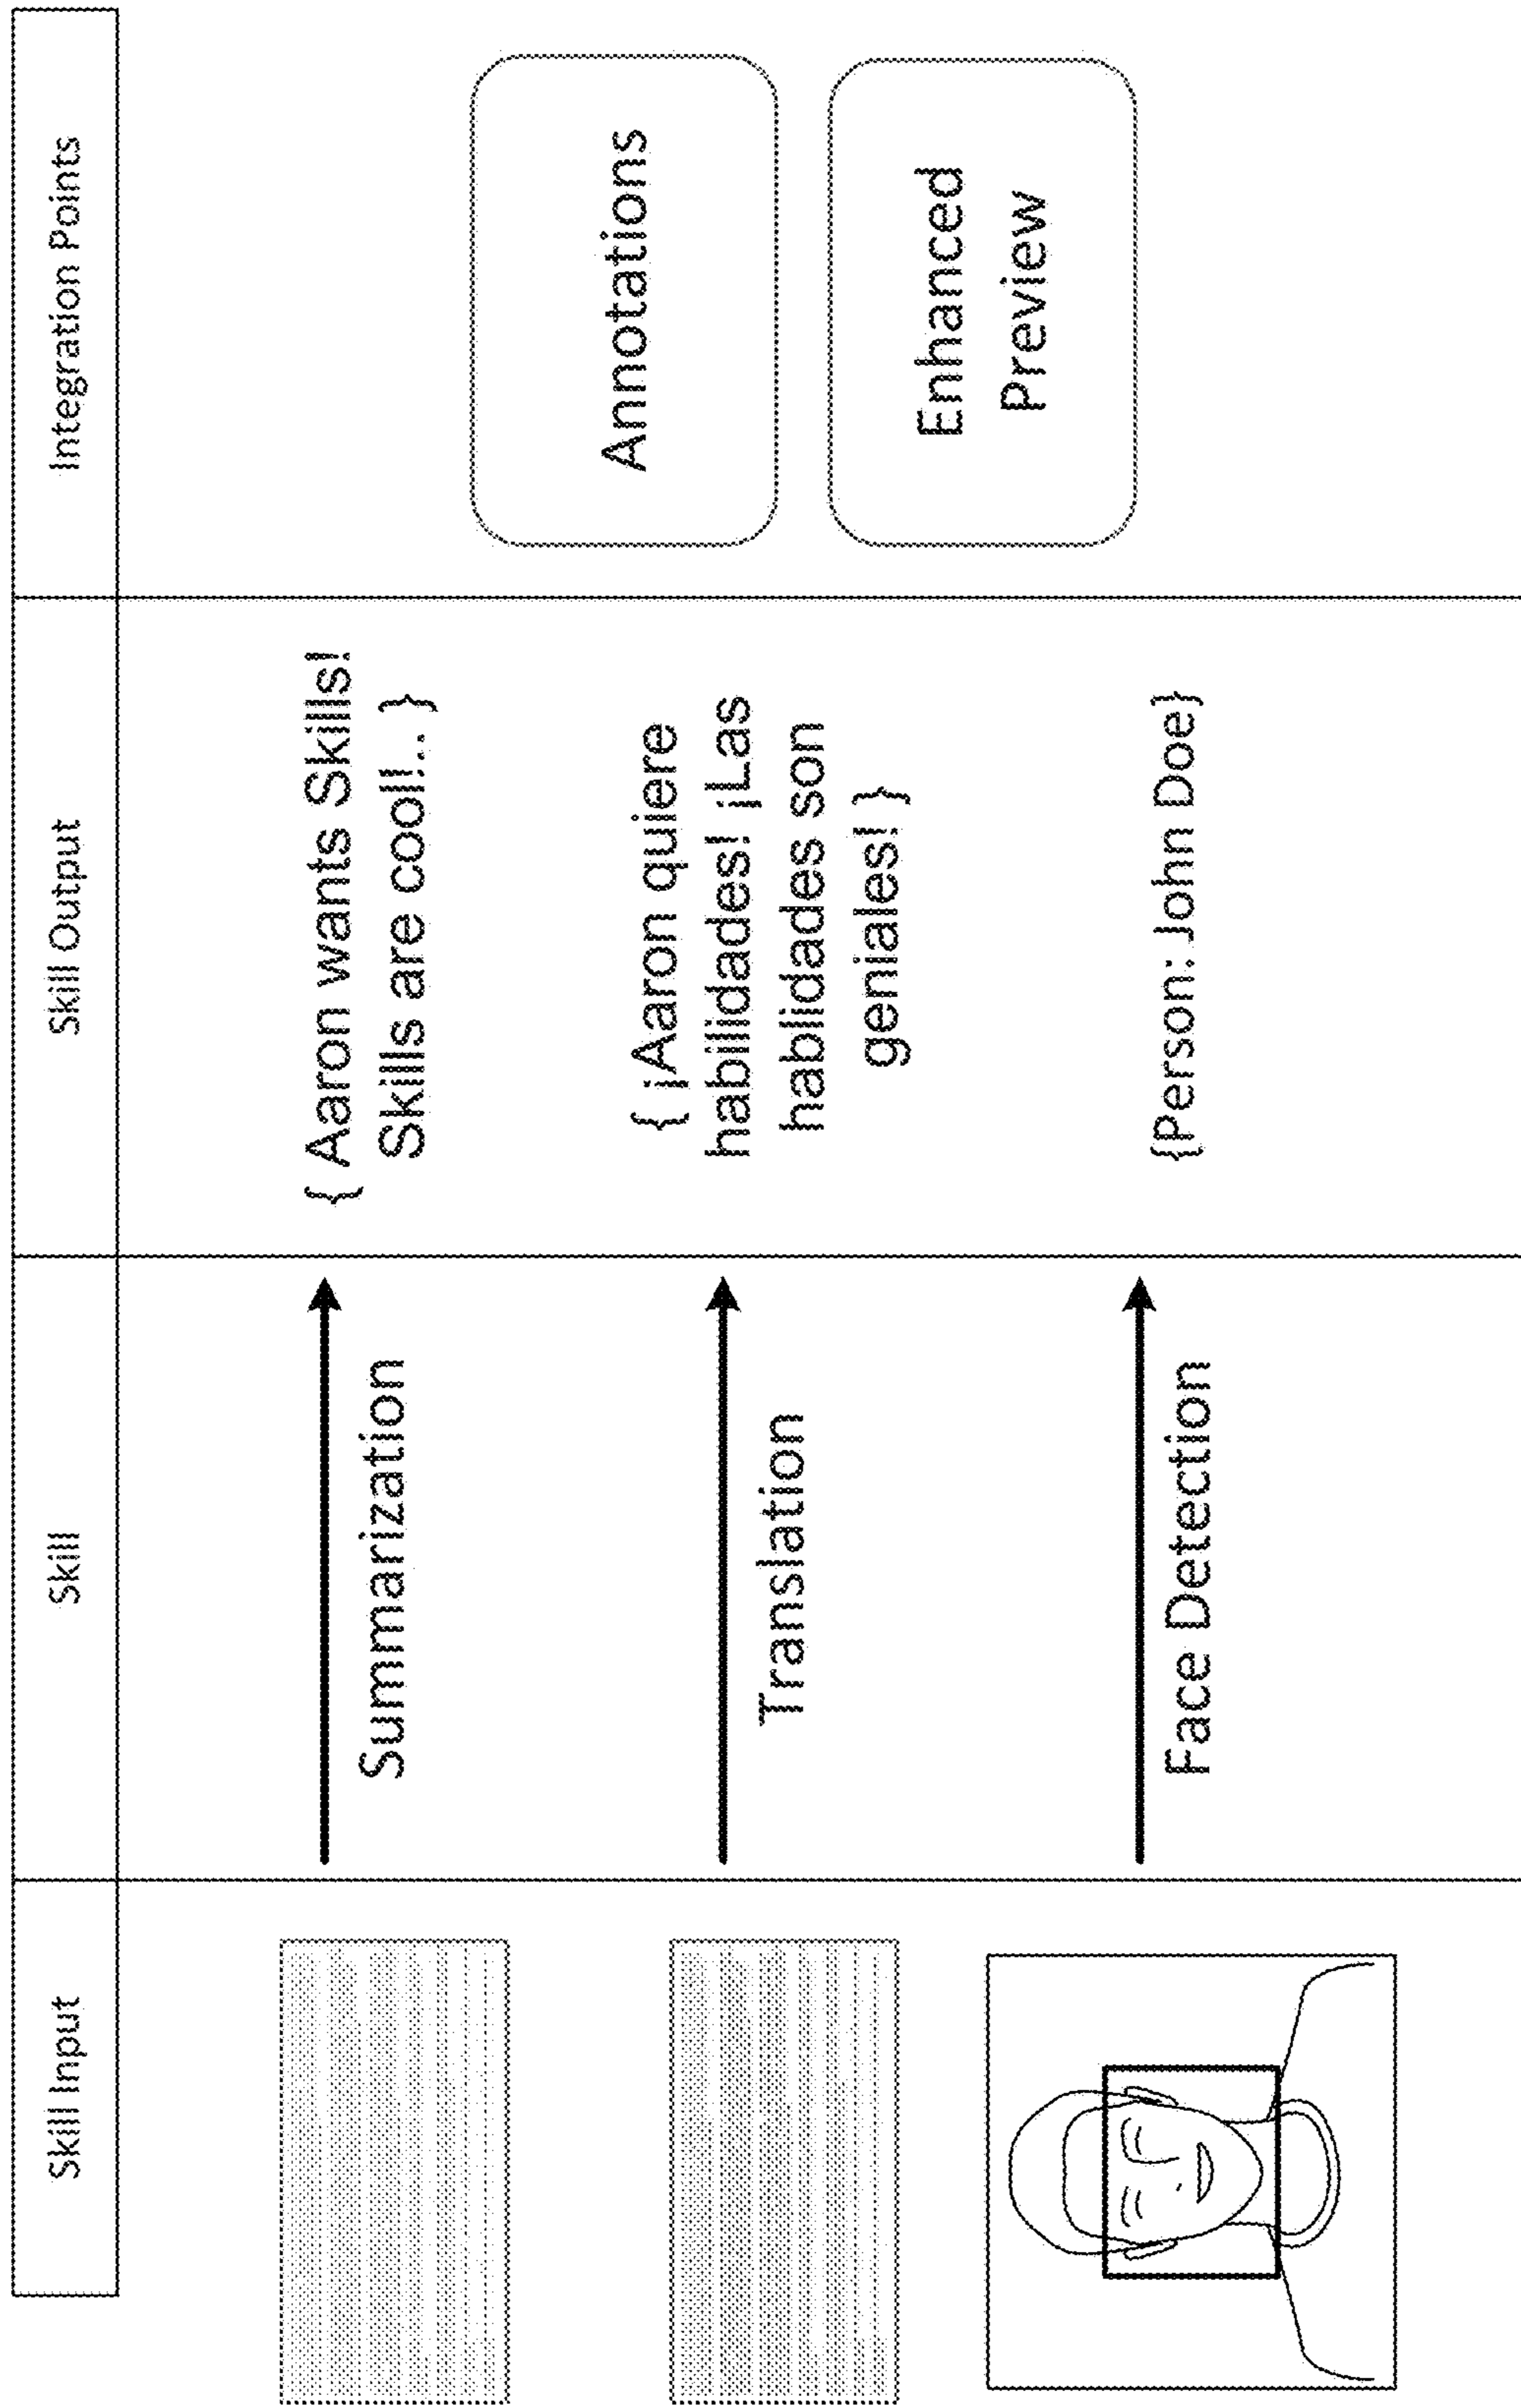 Skill Input
Skill
Skill Output
Integration Points
Summarization
{ Aaron wants Skills!
Skills are cool!... }
Translation
{ ¡Aaron quiere
habilidades! ¡Las
hablidades son
geniales! }
Face Detection
{Person: John Doe}
Annotations
Enhanced
Preview